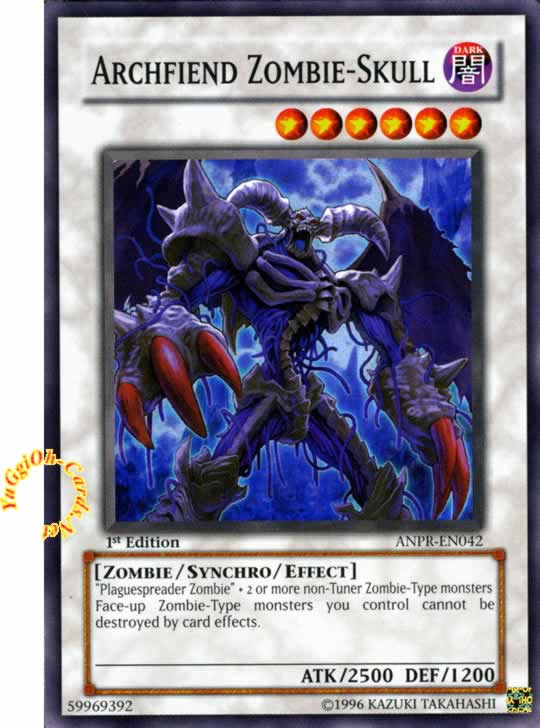 ARCHFIEND ZOMBIE-SKULL
DARK
闇
1st Edition
ANPR-EN042
[ZOMBIE/SYNCHRO/EFFECT]
"Plaguespreader Zombie" + 2 or more non-Tuner Zombie-Type monsters
Face-up Zombie-Type monsters you control cannot be
destroyed by card effects.
ATK/2500 DEF/1200
59969392
©1996 KAZUKI TAKAHASHI
YuGgiOh-Cards.Net